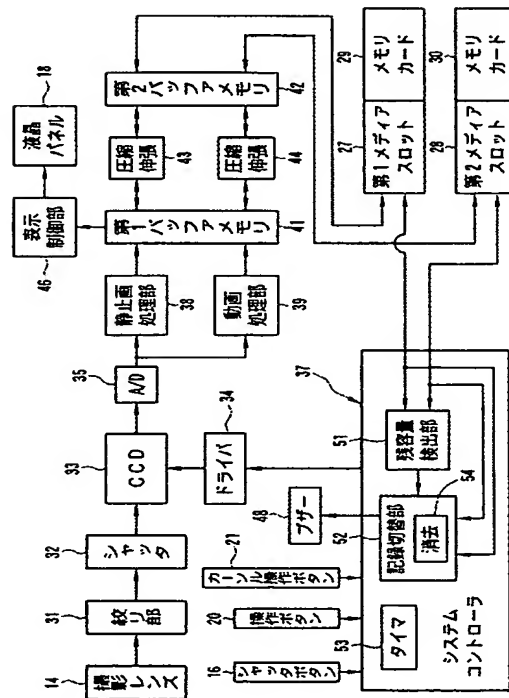 14
撮影レンズ
31
絞り部
32
シャッタ
33
CCD
35
A/D
34
ドライバ
38
静止画
処理部
39
動画
処理部
46
表示
制御部
18
液晶
パネル
41
第1バッファメモリ
43
圧縮
伸張
44
圧縮
伸張
42
第2バッファメモリ
27
第1メディア
スロット
29
メモリ
カード
28
第2メディア
スロット
30
メモリ
カード
16
シャッタボタン
20
操作ボタン
21
カーソル操作ボタン
48
ブザー
37
51
残容量
検出部
52
記録切替部
54
消去
53
タイマ
システム
コントローラ